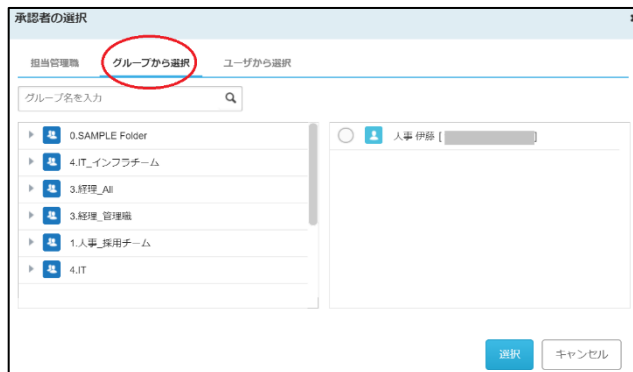 承認者の選択
担当管理職 グループから選択 ユーザから選択
グループ名を入力
0.SAMPLE Folder
4.IT_インフラチーム
3.経理_All
3.経理_管理職
1.人事_採用チーム
4.IT
人事 伊藤 [ ]
選択 キャンセル